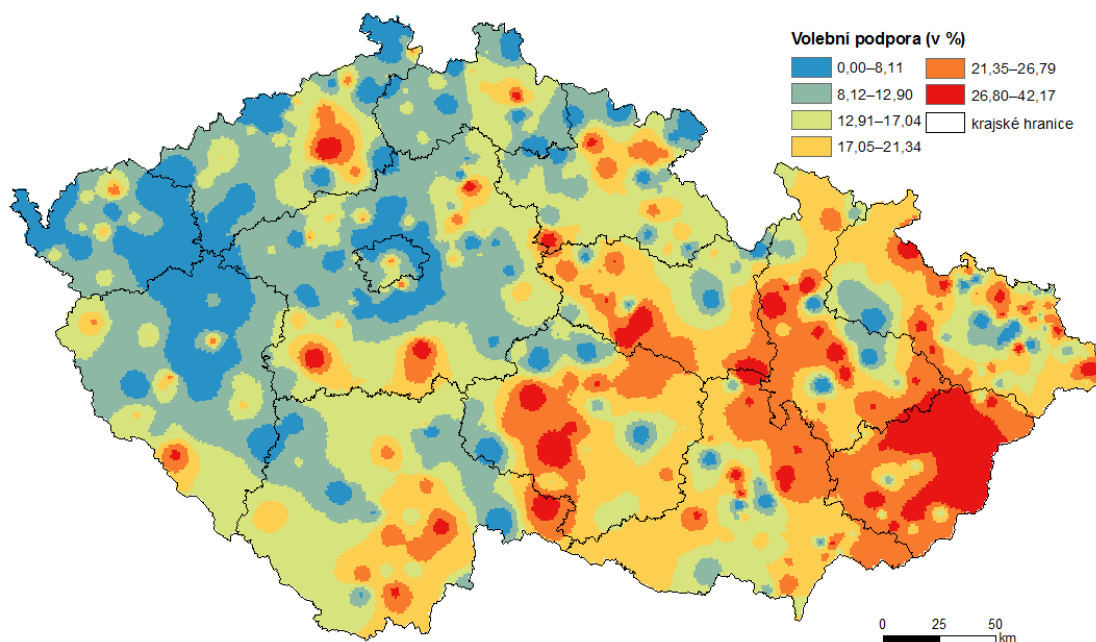 Volební podpora (v %)
0,00–8,11
8,12–12,90
12,91–17,04
17,05–21,34
21,35–26,79
26,80–42,17
krajské hranice
0 25 50
km